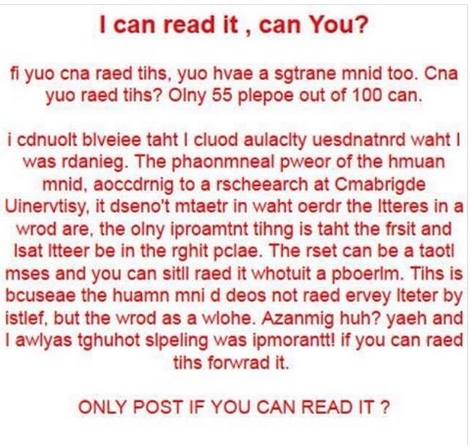 I can read it , can You?
fi yuo cna raed tihs, yuo hvae a sgtrane mnid too. Cna
yuo raed tihs? Olny 55 plepoe out of 100 can.
i cdnuolt blveiee taht I cluod aulaclty uesdnatnrd waht I
was rdanieg. The phaonmneal pweor of the hmuan
mnid, aoccdrnig to a rscheearch at Cmabrigde
Uinervtisy, it dseno't mtaetr in waht oerdr the ltteres in a
wrod are, the olny iproamtnt tihng is taht the frsit and
lsat ltteer be in the rghit pclae. The rset can be a taotl
mses and you can sitll raed it whotuit a pboerlm. Tihs is
bcuseae the huamn mni d deos not raed ervey lteter by
istlef, but the wrod as a wlohe. Azanmig huh? yaeh and
I awlyas tghuhot slpeling was ipmorantt! if you can raed
tihs forwrad it.
ONLY POST IF YOU CAN READ IT ?